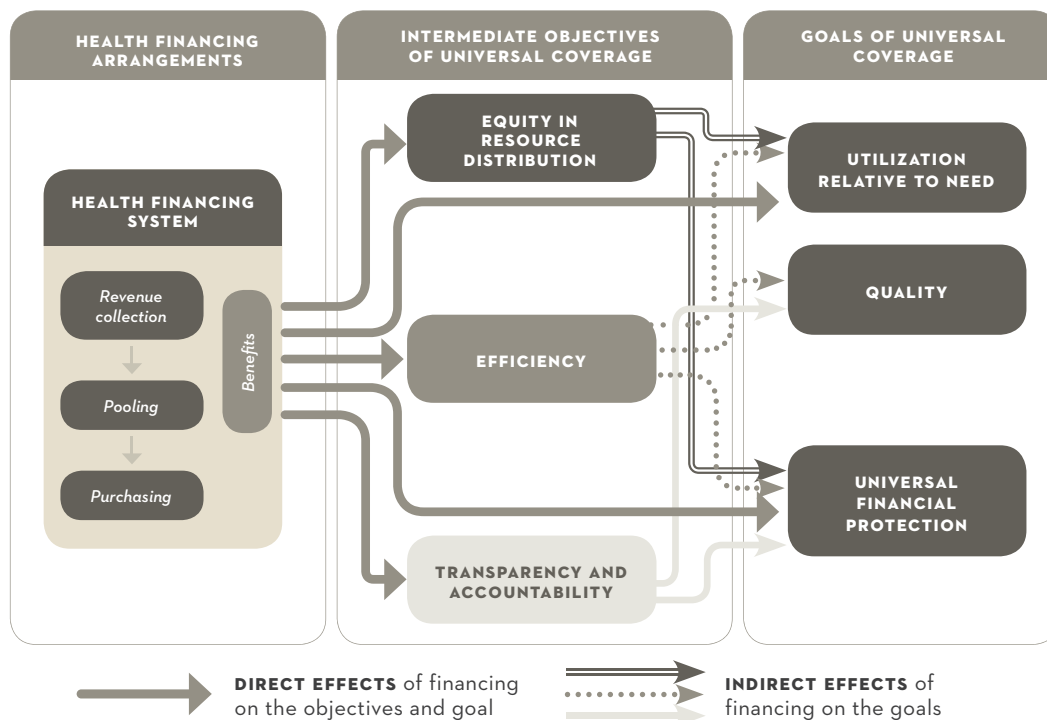 HEALTH FINANCING
ARRANGEMENTS
INTERMEDIATE OBJECTIVES
OF UNIVERSAL COVERAGE
GOALS OF UNIVERSAL
COVERAGE
HEALTH FINANCING
SYSTEM
Revenue
collection
Pooling
Purchasing
Benefits
EQUITY IN
RESOURCE
DISTRIBUTION
EFFICIENCY
TRANSPARENCY AND
ACCOUNTABILITY
UTILIZATION
RELATIVE TO NEED
QUALITY
UNIVERSAL
FINANCIAL
PROTECTION
DIRECT EFFECTS of financing
on the objectives and goal
INDIRECT EFFECTS of
financing on the goals